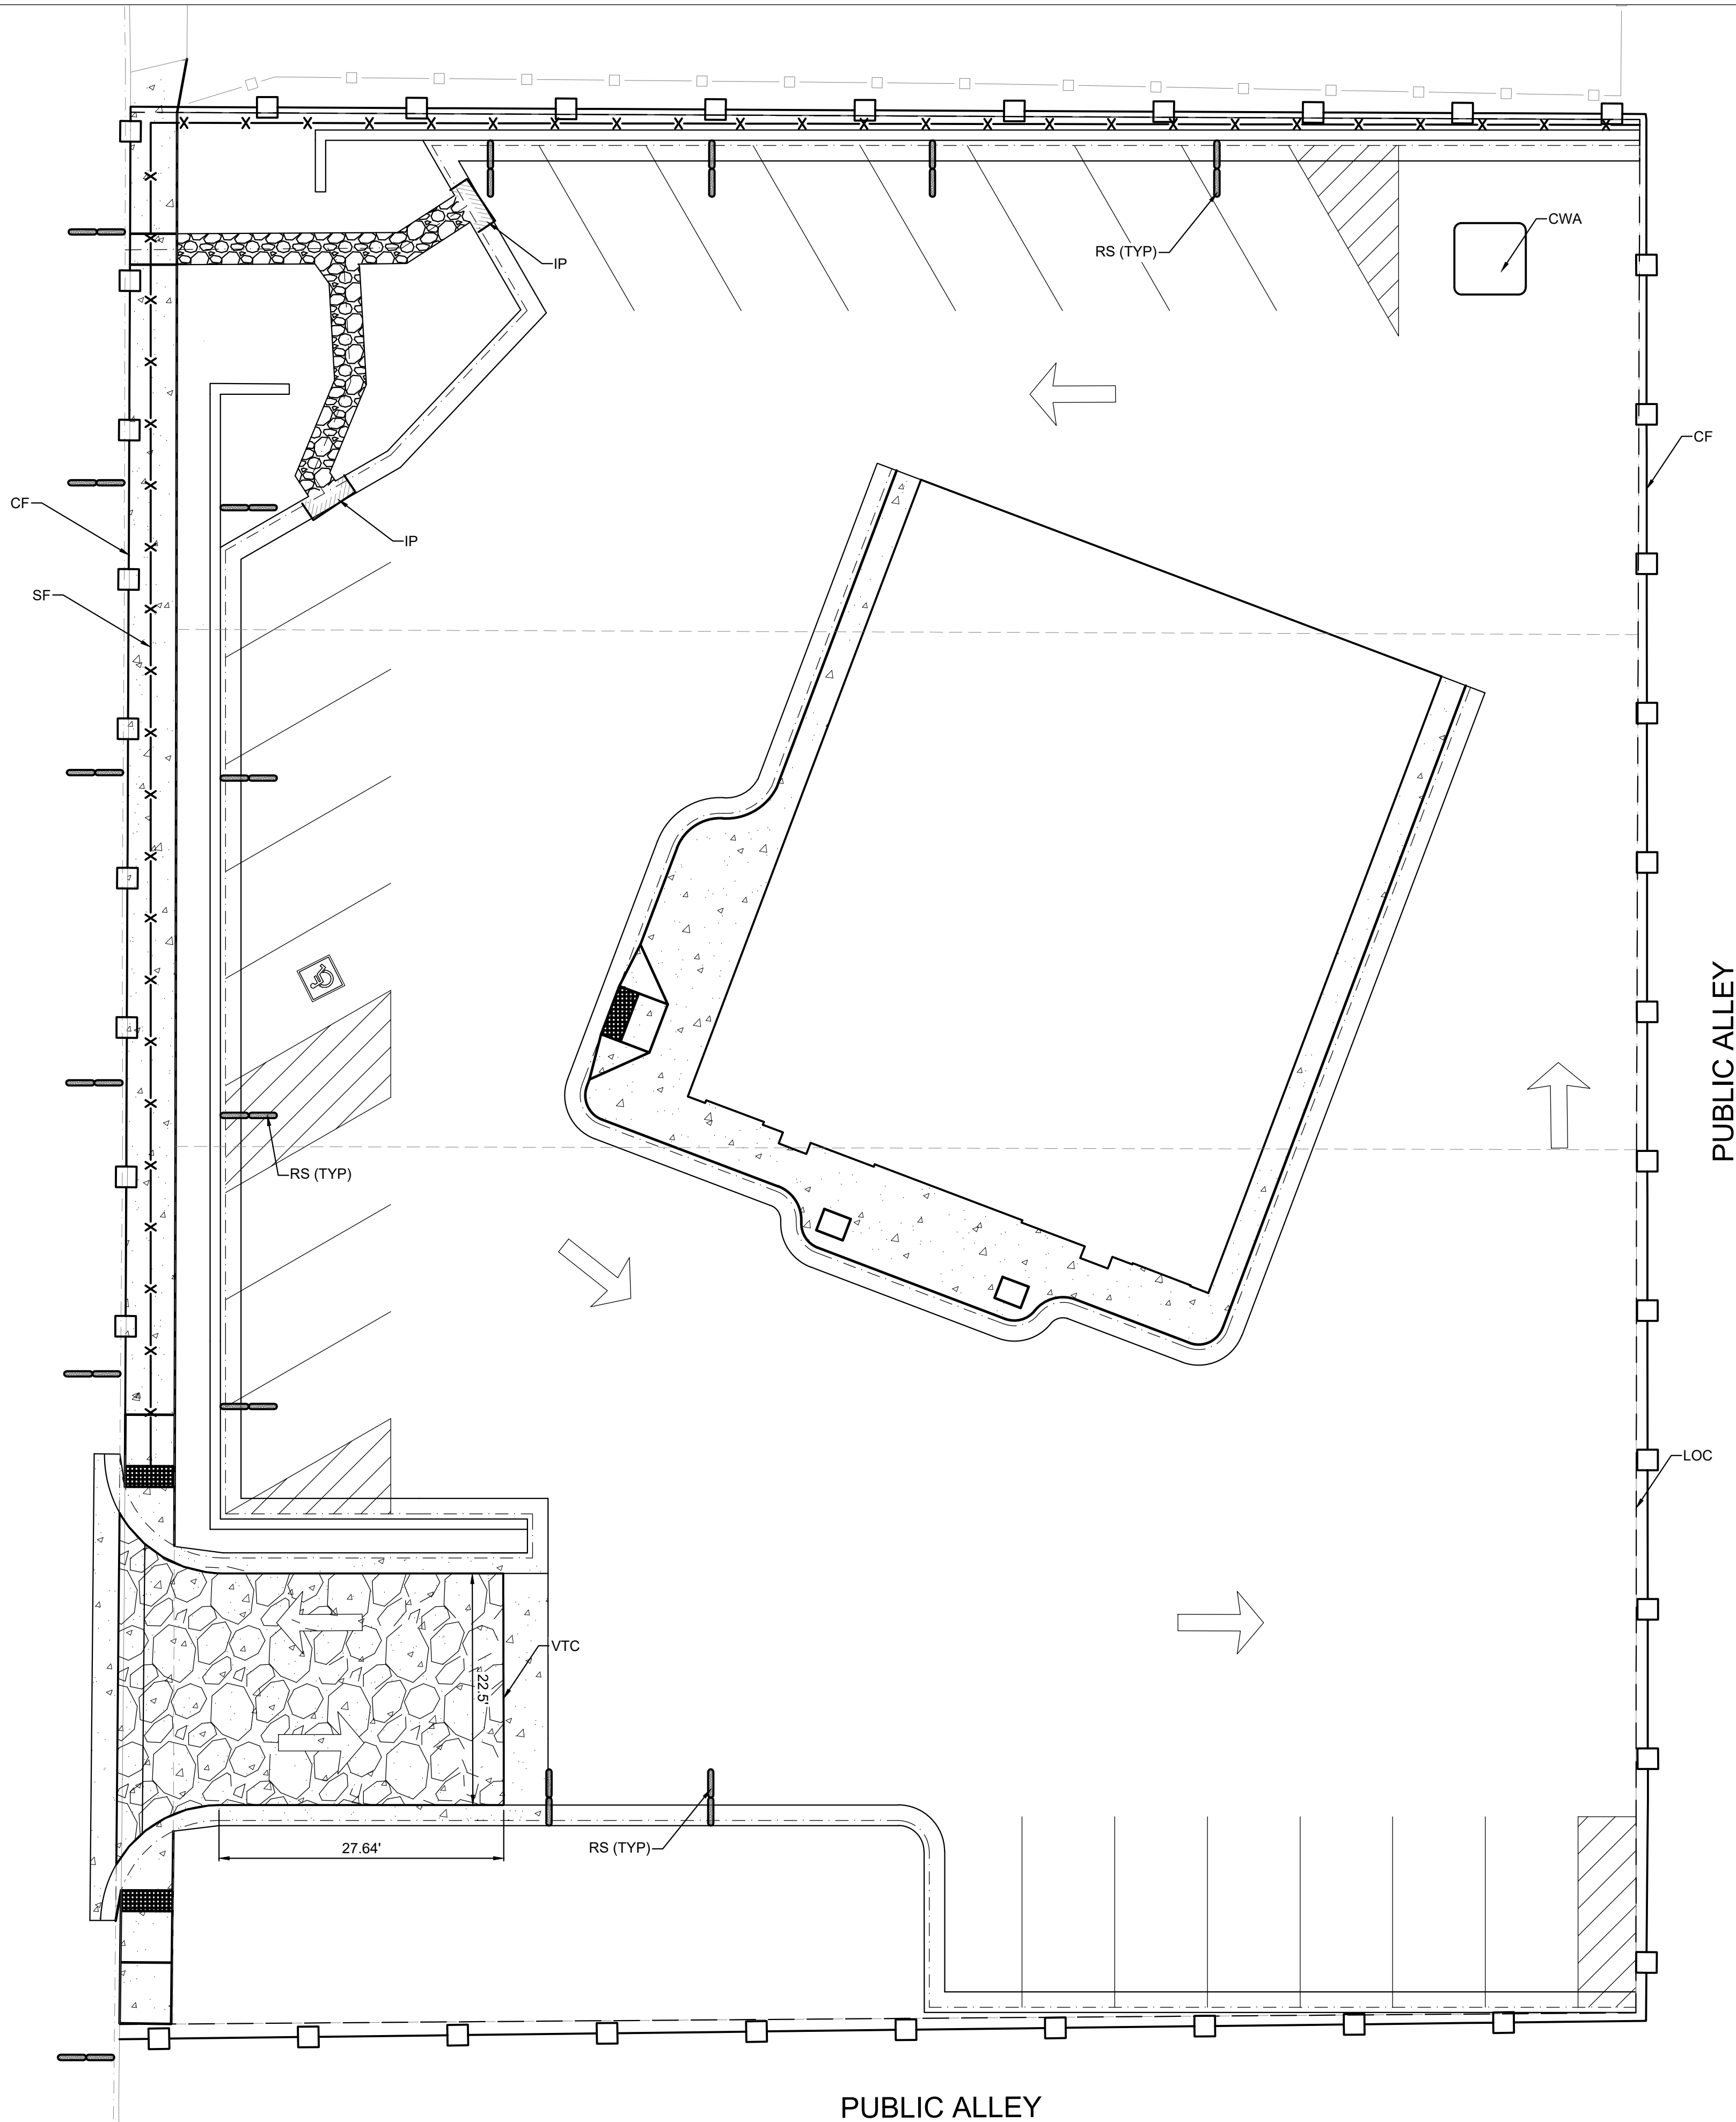 CWA
RS (TYP)
IP
CF
CF
IP
SF
PUBLIC ALLEY
RS (TYP)
LOC
VTC
22.5'
27.64'
RS (TYP)
PUBLIC ALLEY